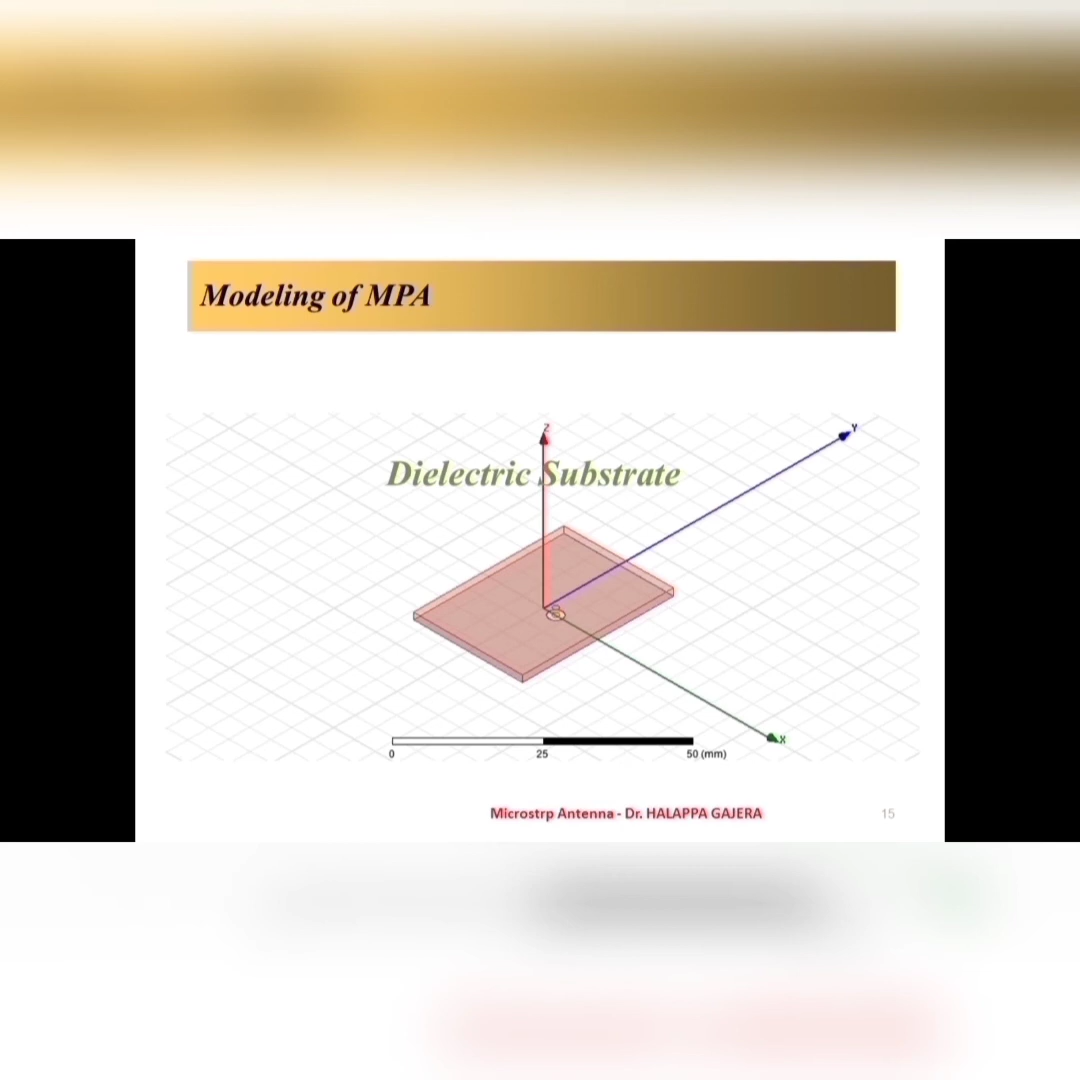 Modeling of MPA
Z
Y
Dielectric Substrate
X
0 25 50 (mm)
Microstrp Antenna - Dr. HALAPPA GAJERA
15